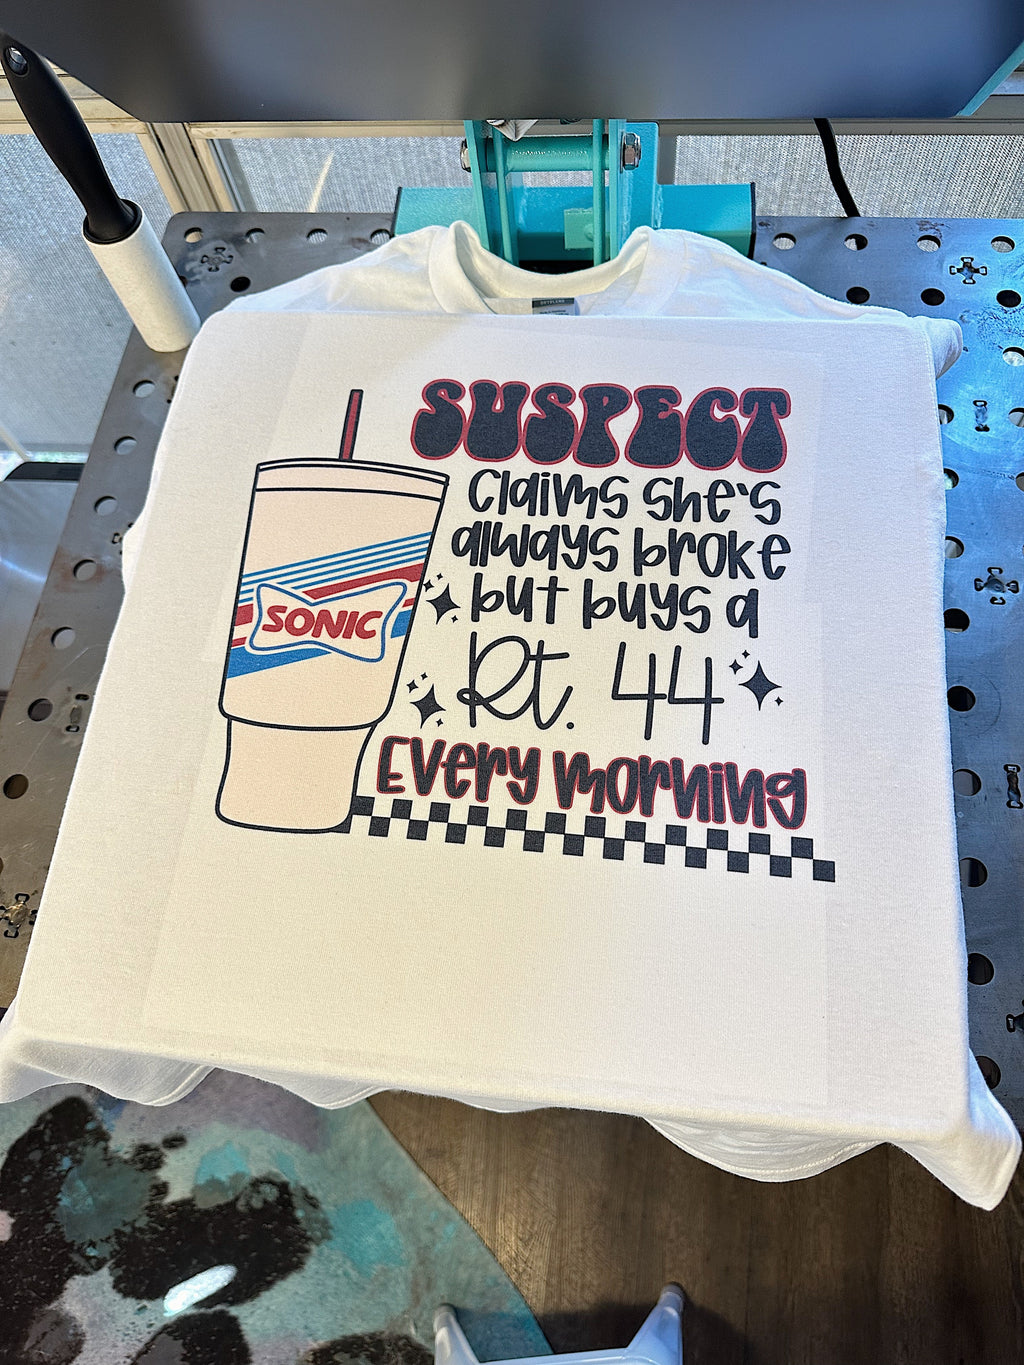 SUSPECT
Claims she's
always broke
but buys a
Rt. 44
Every morning
SONIC